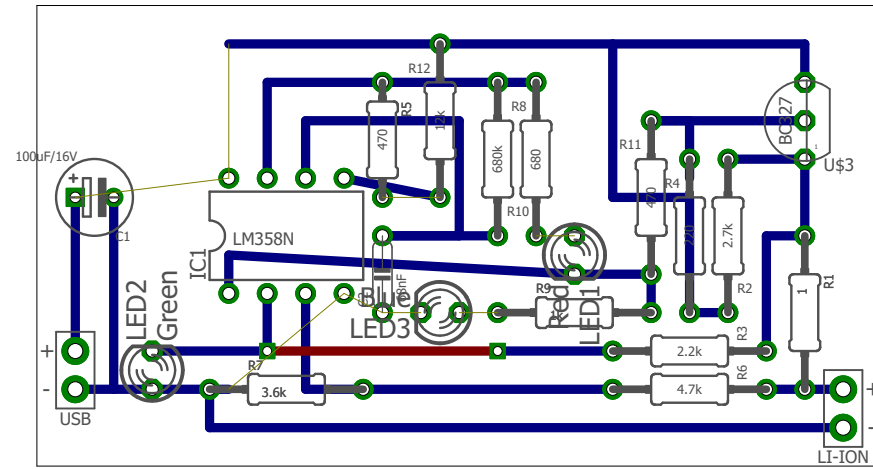 R12
R5
470
12k
R8
680k
680
R10
R11
R4
470
220
2.7k
R2
BC327
1
U$3
100uF/16V
+
C1
IC1
LM358N
LED2
Green
Blue
LED3
R9
Red
LED1
R1
1
R3
2.2k
R6
4.7k
R7
3.6k
+
-
USB
+
-
LI-ION